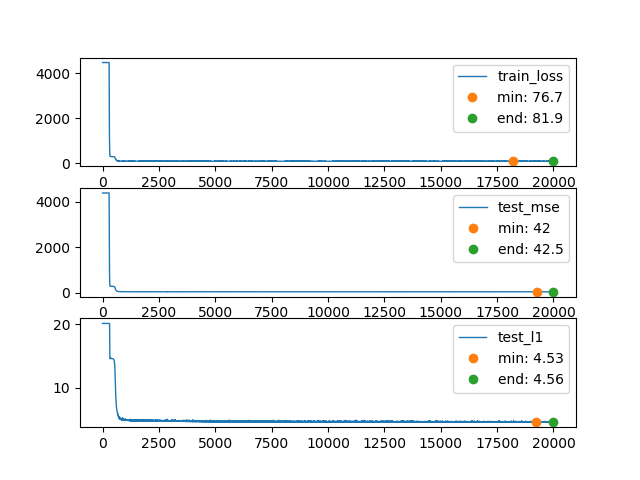 4000
2000
0
train_loss
min: 76.7
end: 81.9
0 2500 5000 7500 10000 12500 15000 17500 20000
4000
2000
0
test_mse
min: 42
end: 42.5
0 2500 5000 7500 10000 12500 15000 17500 20000
20
10
test_l1
min: 4.53
end: 4.56
0 2500 5000 7500 10000 12500 15000 17500 20000